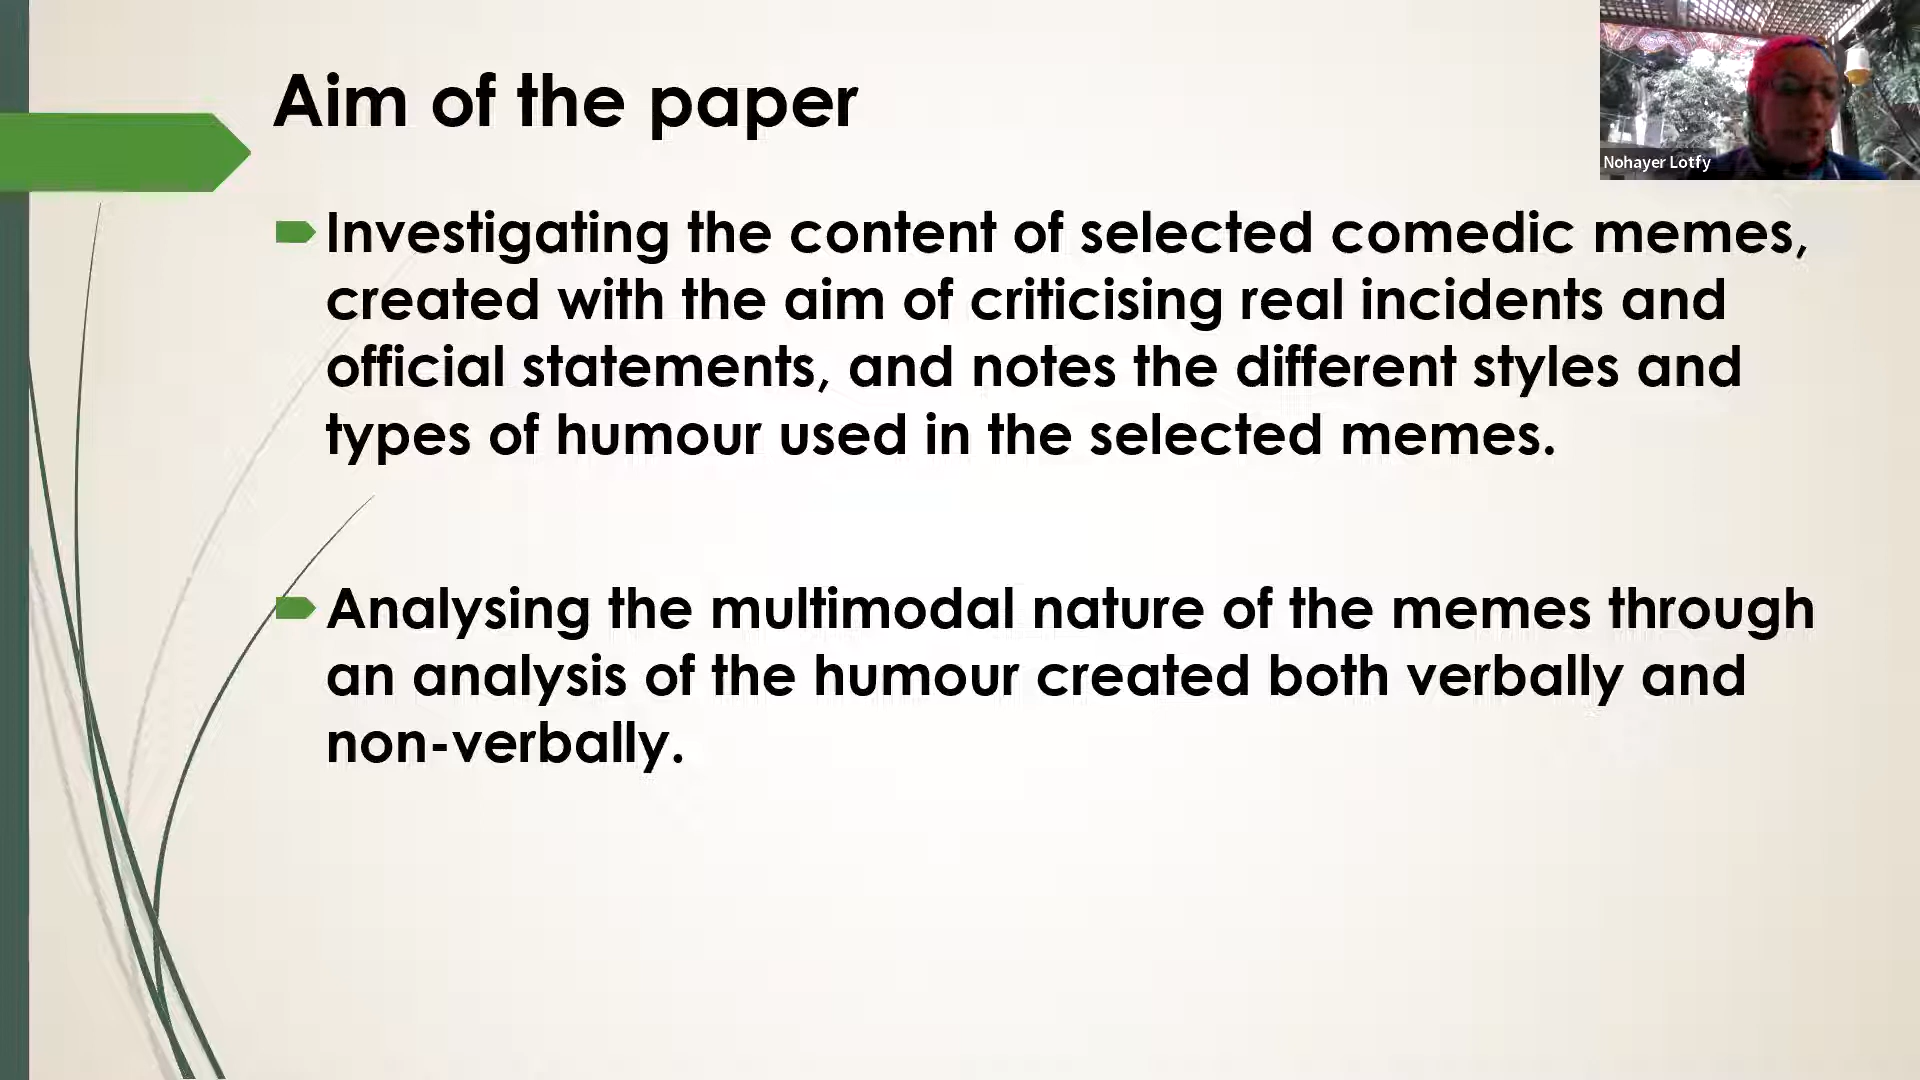 Aim of the paper
Nohayer Lotfy
Investigating the content of selected comedic memes,
created with the aim of criticising real incidents and
official statements, and notes the different styles and
types of humour used in the selected memes.
Analysing the multimodal nature of the memes through
an analysis of the humour created both verbally and
non-verbally.